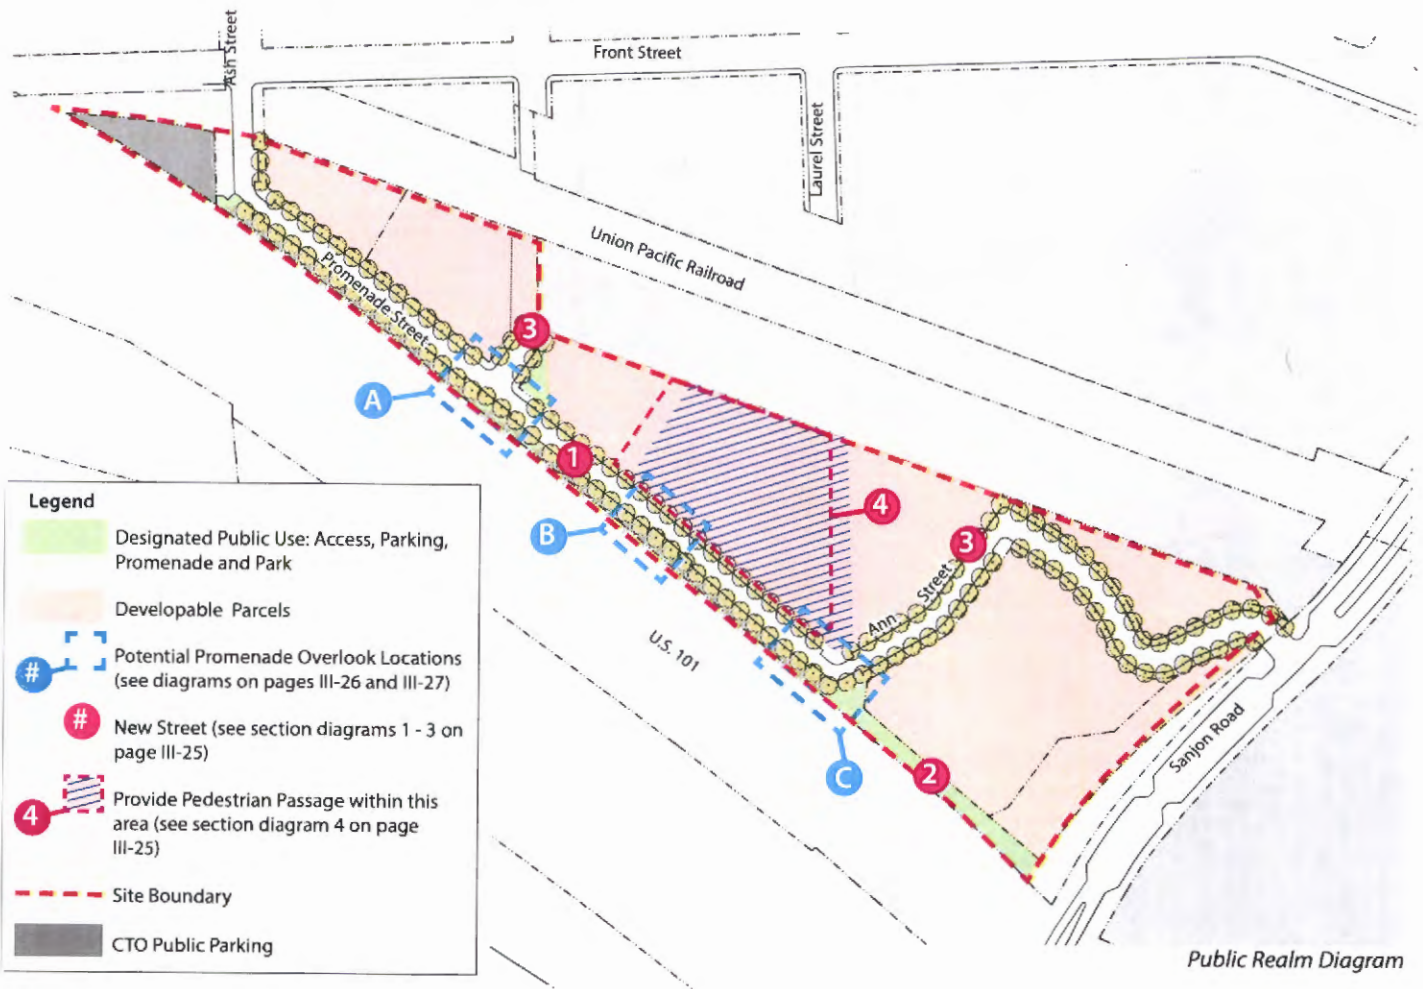 Ash Street
Front Street
Laurel Street
Union Pacific Railroad
Promenade Street
3
A
1
4
B
3
Ann Street
U.S. 101
C
2
Sanjon Road
Legend
Designated Public Use: Access, Parking,
Promenade and Park
Developable Parcels
#
Potential Promenade Overlook Locations
(see diagrams on pages III-26 and III-27)
#
New Street (see section diagrams 1 - 3 on
page III-25)
4
Provide Pedestrian Passage within this
area (see section diagram 4 on page
III-25)
Site Boundary
CTO Public Parking
Public Realm Diagram